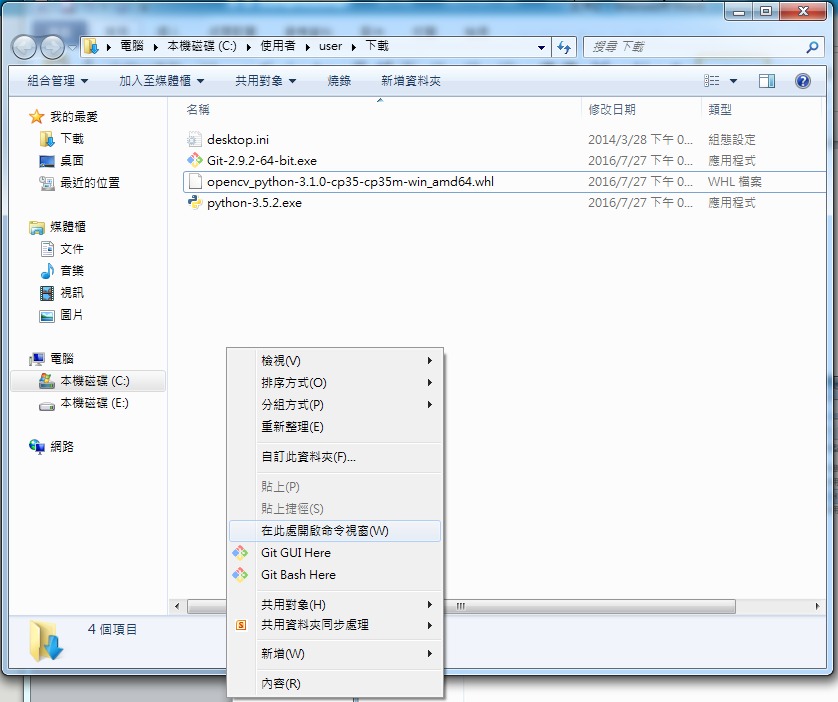 電腦 ▸ 本機磁碟 (C:) ▸ 使用者 ▸ user ▸ 下載
搜尋 下載
組合管理 加入至媒體櫃 共用對象 燒錄 新增資料夾
我的最愛
下載
桌面
最近的位置
媒體櫃
文件
音樂
視訊
圖片
電腦
本機磁碟 (C:)
本機磁碟 (E:)
網路
名稱 修改日期 類型
desktop.ini 2014/3/28 下午 0... 組態設定
Git-2.9.2-64-bit.exe 2016/7/27 下午 0... 應用程式
opencv_python-3.1.0-cp35-cp35m-win_amd64.whl 2016/7/27 下午 0... WHL 檔案
python-3.5.2.exe 2016/7/27 下午 0... 應用程式
檢視(V)
排序方式(O)
分組方式(P)
重新整理(E)
自訂此資料夾(F)...
貼上(P)
貼上捷徑(S)
在此處開啟命令視窗(W)
Git GUI Here
Git Bash Here
共用對象(H)
共用資料夾同步處理
新增(W)
內容(R)
4 個項目